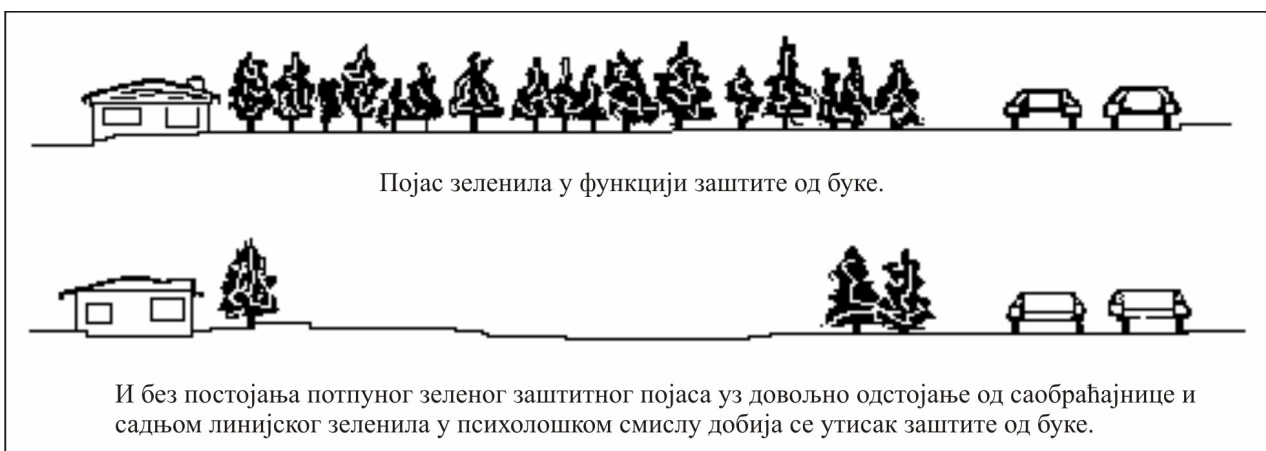 Појас зеленила у функцији заштите од буке.
И без постојања потпуног зеленог заштитног појаса уз довољно одстојање од саобраћајнице и
садњом линијског зеленила у психолошком смислу добија се утисак заштите од буке.